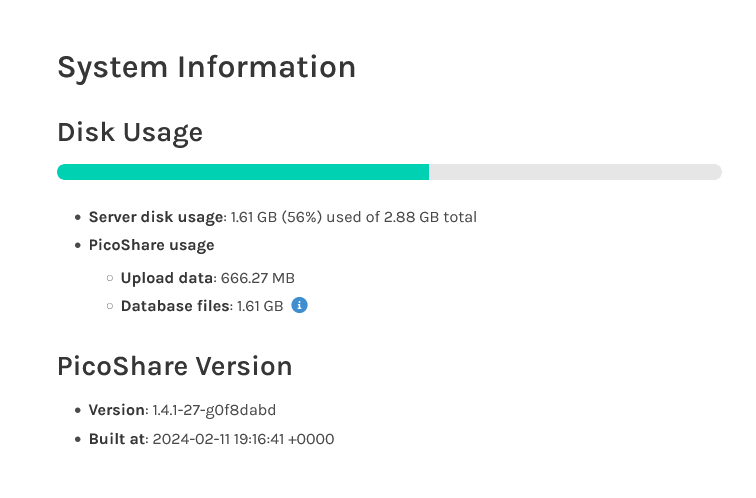 System Information
Disk Usage
Server disk usage: 1.61 GB (56%) used of 2.88 GB total
PicoShare usage
Upload data: 666.27 MB
Database files: 1.61 GB
PicoShare Version
Version: 1.4.1-27-g0f8dabd
Built at: 2024-02-11 19:16:41 +0000